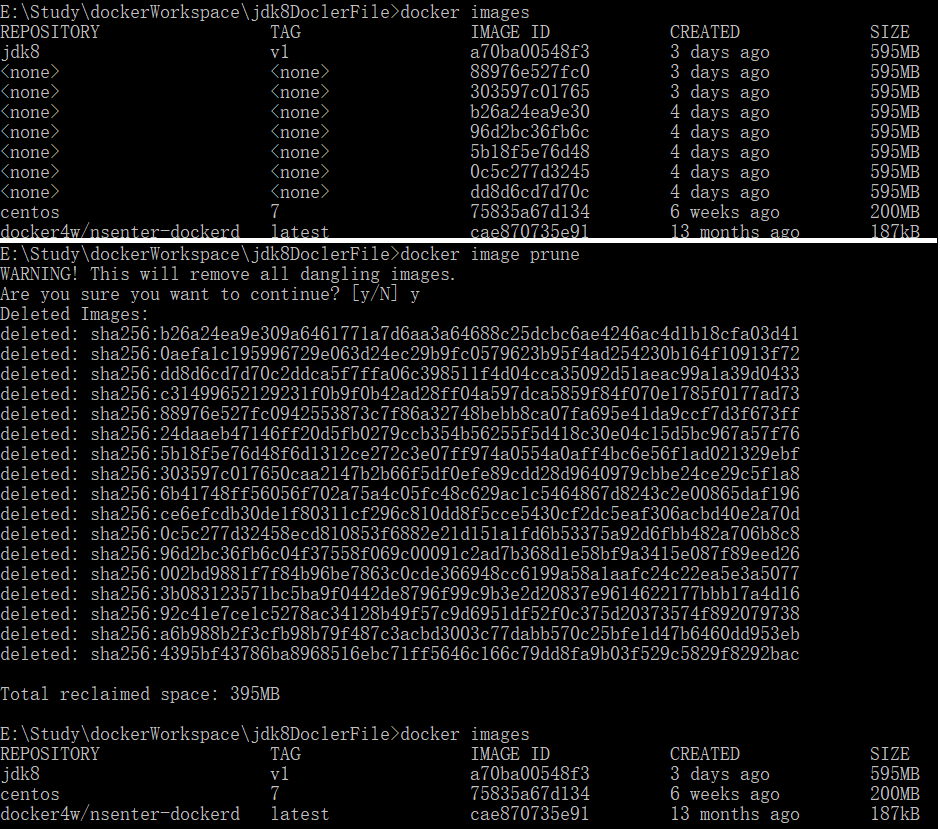 E:\Study\dockerWorkspace\jdk8DoclerFile>docker images
REPOSITORY TAG IMAGE ID CREATED SIZE
jdk8 v1 a70ba00548f3 3 days ago 595MB
<none> <none> 88976e527fc0 3 days ago 595MB
<none> <none> 303597c01765 3 days ago 595MB
<none> <none> b26a24ea9e30 4 days ago 595MB
<none> <none> 96d2bc36fb6c 4 days ago 595MB
<none> <none> 5b18f5e76d48 4 days ago 595MB
<none> <none> 0c5c277d3245 4 days ago 595MB
<none> <none> dd8d6cd7d70c 4 days ago 595MB
centos 7 75835a67d134 6 weeks ago 200MB
docker4w/nsenter-dockerd latest cae870735e91 13 months ago 187kB
E:\Study\dockerWorkspace\jdk8DoclerFile>docker image prune
WARNING! This will remove all dangling images.
Are you sure you want to continue? [y/N] y
Deleted Images:
deleted: sha256:b26a24ea9e309a6461771a7d6aa3a64688c25dcbc6ae4246ac4d1b18cfa03d41
deleted: sha256:0aefa1c195996729e063d24ec29b9fc0579623b95f4ad254230b164f10913f72
deleted: sha256:dd8d6cd7d70c2ddca5f7ffa06c398511f4d04cca35092d51aeac99a1a39d0433
deleted: sha256:c31499652129231f0b9f0b42ad28ff04a597dca5859f84f070e1785f0177ad73
deleted: sha256:88976e527fc0942553873c7f86a32748bebb8ca07fa695e41da9ccf7d3f673ff
deleted: sha256:24daaeb47146ff20d5fb0279ccb354b56255f5d418c30e04c15d5bc967a57f76
deleted: sha256:5b18f5e76d48f6d1312ce272c3e07ff974a0554a0aff4bc6e56f1ad021329ebf
deleted: sha256:303597c017650caa2147b2b66f5df0efe89cdd28d9640979cbbe24ce29c5f1a8
deleted: sha256:6b41748ff56056f702a75a4c05fc48c629ac1c5464867d8243c2e00865daf196
deleted: sha256:ce6efcdb30de1f80311cf296c810dd8f5cce5430cf2dc5eaf306acbd40e2a70d
deleted: sha256:0c5c277d32458ecd810853f6882e21d151a1fd6b53375a92d6fbb482a706b8c8
deleted: sha256:96d2bc36fb6c04f37558f069c00091c2ad7b368d1e58bf9a3415e087f89eed26
deleted: sha256:002bd9881f7f84b96be7863c0cde366948cc6199a58a1aafc24c22ea5e3a5077
deleted: sha256:3b083123571bc5ba9f0442de8796f99c9b3e2d20837e9614622177bbb17a4d16
deleted: sha256:92c41e7ce1c5278ac34128b49f57c9d6951df52f0c375d20373574f892079738
deleted: sha256:a6b988b2f3cfb98b79f487c3acbd3003c77dabb570c25bfe1d47b6460dd953eb
deleted: sha256:4395bf43786ba8968516ebc71ff5646c166c79dd8fa9b03f529c5829f8292bac
Total reclaimed space: 395MB
E:\Study\dockerWorkspace\jdk8DoclerFile>docker images
REPOSITORY TAG IMAGE ID CREATED SIZE
jdk8 v1 a70ba00548f3 3 days ago 595MB
centos 7 75835a67d134 6 weeks ago 200MB
docker4w/nsenter-dockerd latest cae870735e91 13 months ago 187kB